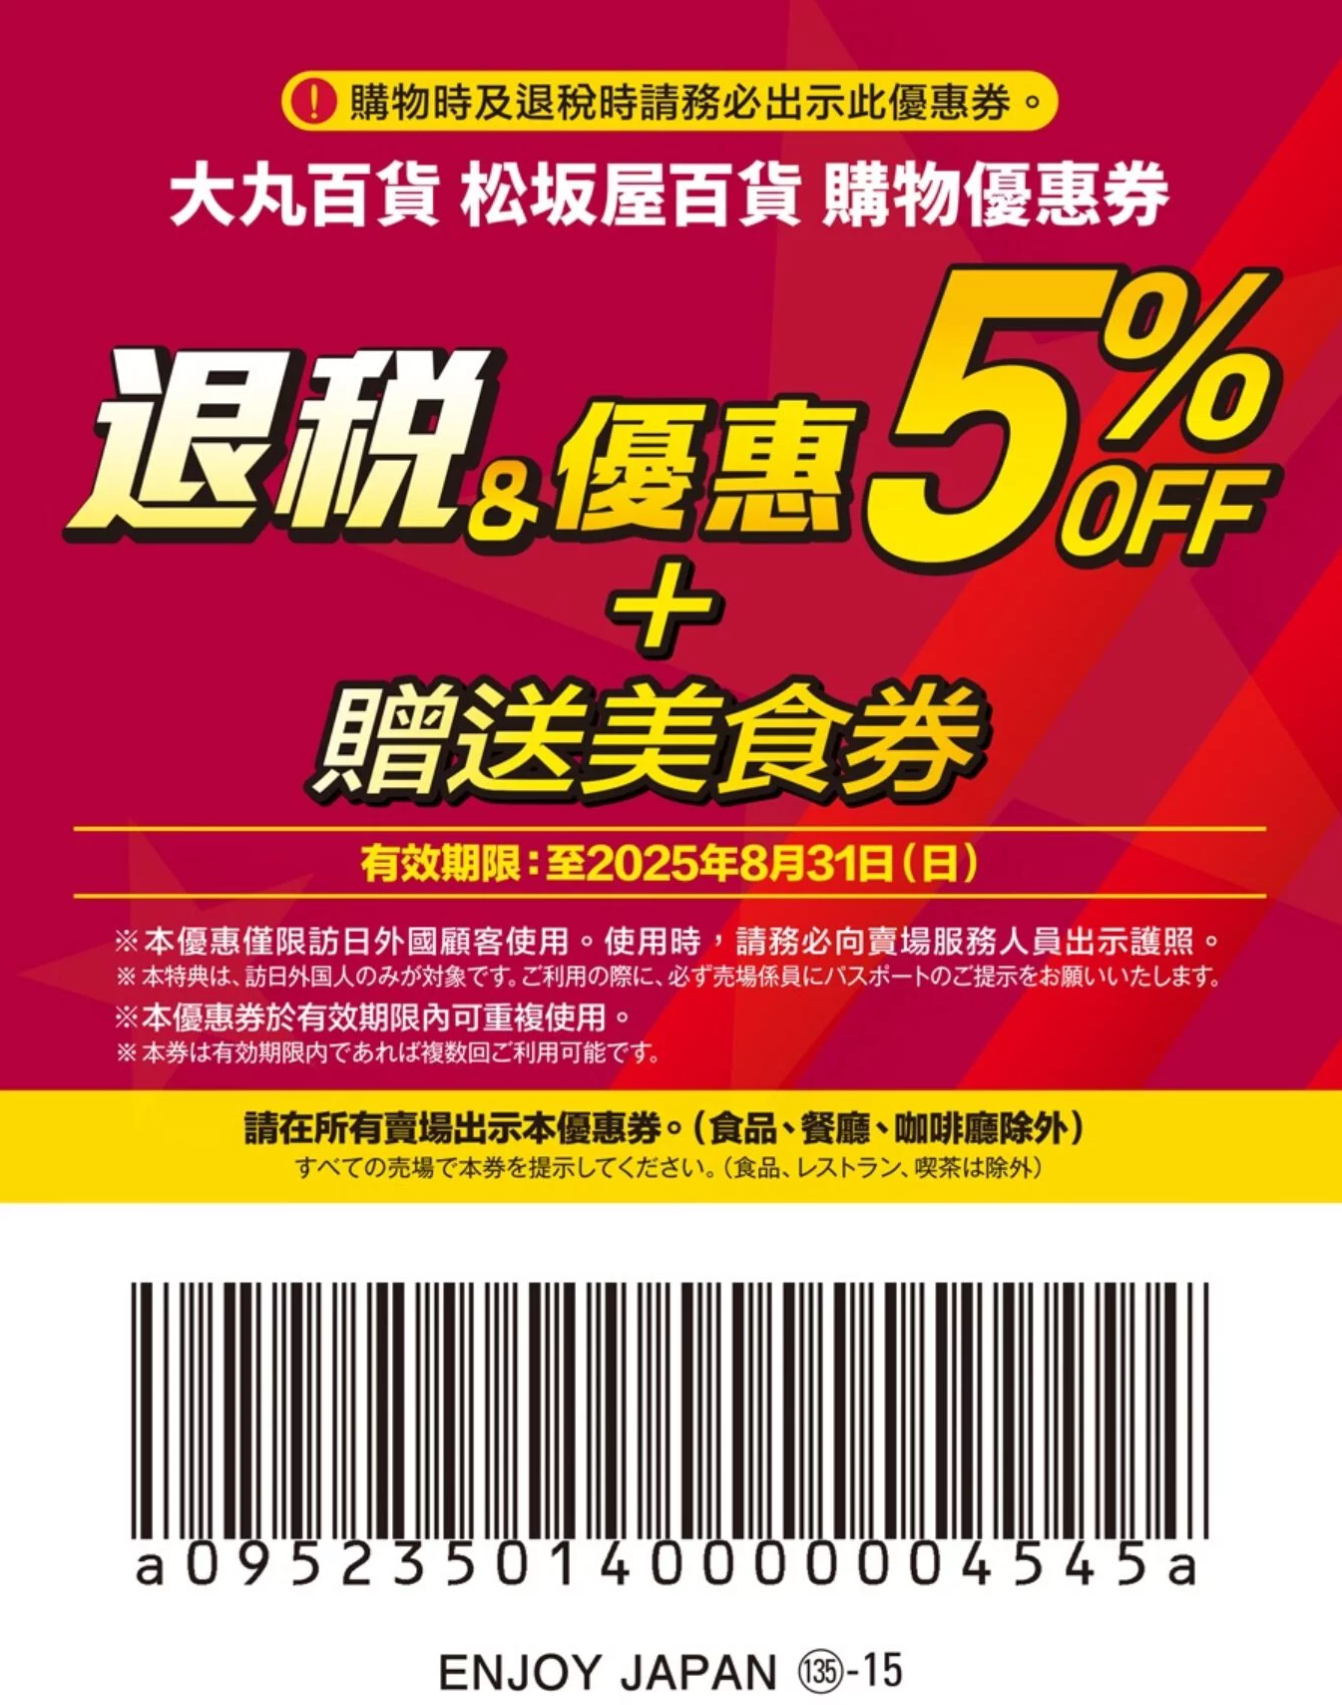 ! 購物時及退稅時請務必出示此優惠券。
大丸百貨 松坂屋百貨 購物優惠券
退税&優惠5%OFF
+
贈送美食券
有效期限：至2025年8月31日（日）
※本優惠僅限訪日外國顧客使用。使用時，請務必向賣場服務人員出示護照。
※本特典は、訪日外国人のみが対象です。ご利用の際に、必ず売場係員にパスポートのご提示をお願いいたします。
※本優惠券於有效期限內可重複使用。
※本券は有効期限内であれば複数回ご利用可能です。
請在所有賣場出示本優惠券。（食品、餐廳、咖啡廳除外）
すべての売場で本券を提示してください。（食品、レストラン、喫茶は除外）
a0952350140000004545a
ENJOY JAPAN ⑬⑤-15